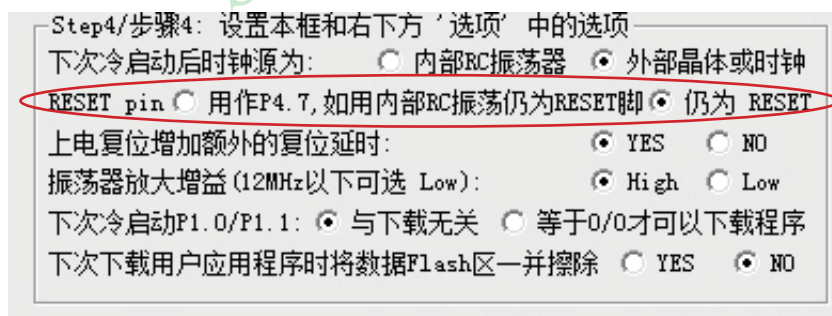 Step4/步骤4: 设置本框和右下方 '选项' 中的选项
下次冷启动后时钟源为: 内部RC振荡器 外部晶体或时钟
RESET pin 用作P4.7,如用内部RC振荡仍为RESET脚 仍为 RESET
上电复位增加额外的复位延时: YES NO
振荡器放大增益(12MHz以下可选 Low): High Low
下次冷启动P1.0/P1.1: 与下载无关 等于0/0才可以下载程序
下次下载用户应用程序时将数据Flash区一并擦除 YES NO